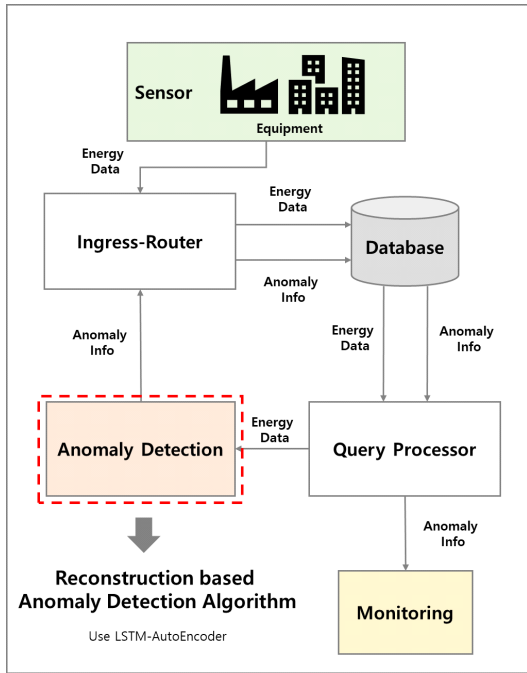 Sensor
Equipment
Energy
Data
Ingress-Router
Energy
Data
Anomaly
Info
Database
Anomaly
Info
Energy
Data
Anomaly
Info
Anomaly Detection
Energy
Data
Query Processor
Anomaly
Info
Reconstruction based
Anomaly Detection Algorithm
Use LSTM-AutoEncoder
Monitoring